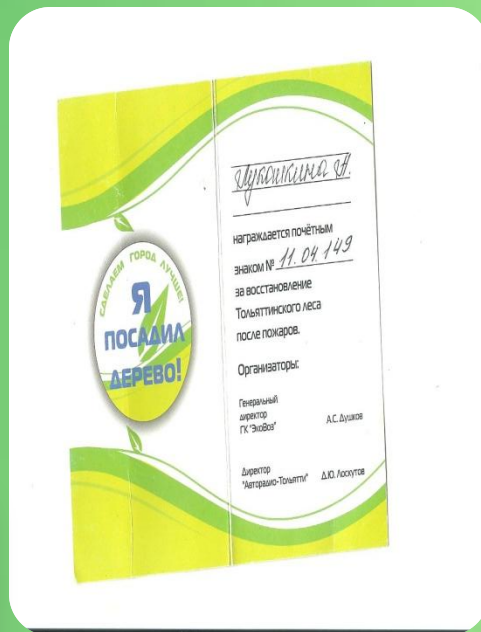 СДЕЛАЕМ ГОРОД ЛУЧШЕ!
Я
ПОСАДИЛ
ДЕРЕВО!
Лукошкина А.
награждается почётным
знаком № 11.04.149
за восстановление
Тольяттинского леса
после пожаров.
Организаторы:
Генеральный
директор
ГК "ЭкоВоз" А.С. Душков
Директор
"Авторадио-Тольятти" Д.Ю. Лоскутов